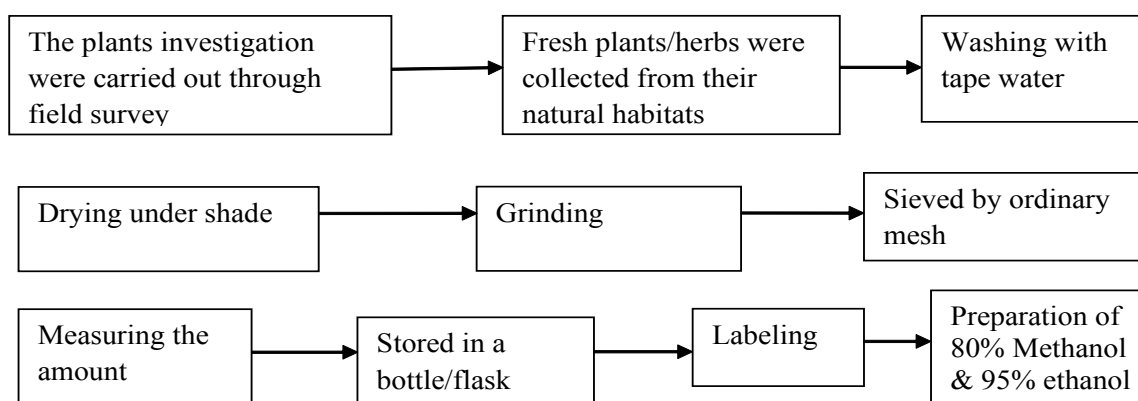 The plants investigation
were carried out through
field survey
Fresh plants/herbs were
collected from their
natural habitats
Washing with
tape water
Drying under shade
Grinding
Sieved by ordinary
mesh
Measuring the
amount
Stored in a
bottle/flask
Labeling
Preparation of
80% Methanol
& 95% ethanol